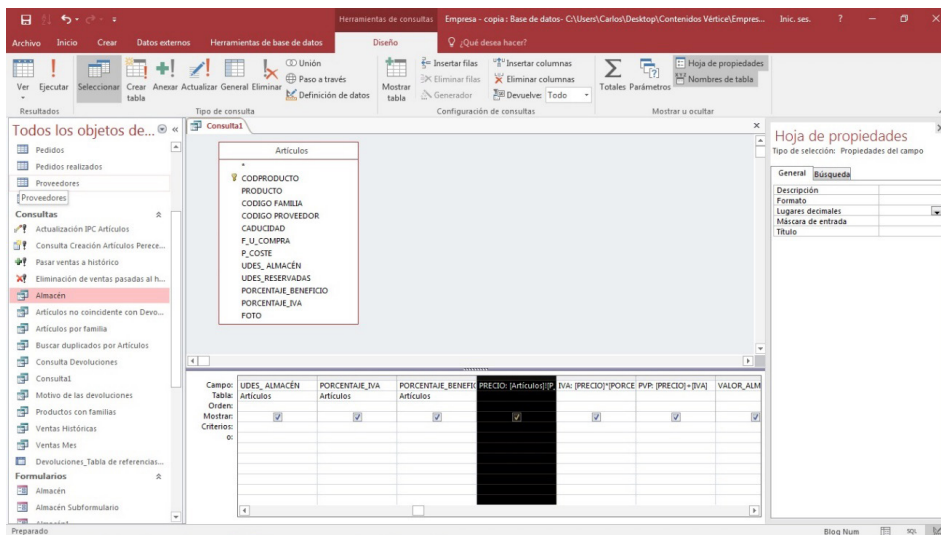 Herramientas de consultas
Empresa - copia : Base de datos- C:\Users\Carlos\Desktop\Contenidos Vértice\Empres...
Inic. ses.
?
Archivo
Inicio
Crear
Datos externos
Herramientas de base de datos
Diseño
¿Qué desea hacer?
Ver
Ejecutar
Seleccionar
Crear tabla
Anexar
Actualizar
General
Eliminar
Unión
Paso a través
Definición de datos
Mostrar tabla
Insertar filas
Eliminar filas
Generador
Insertar columnas
Eliminar columnas
Devuelve: Todo
Totales
Parámetros
Hoja de propiedades
Nombres de tabla
Resultados
Tipo de consulta
Configuración de consultas
Mostrar u ocultar
Todos los objetos de...
Pedidos
Pedidos realizados
Proveedores
Proveedores
Consultas
Actualización IPC Artículos
Consulta Creación Artículos Perece...
Pasar ventas a histórico
Eliminación de ventas pasadas al h...
Almacén
Artículos no coincidente con Devo...
Artículos por familia
Buscar duplicados por Artículos
Consulta Devoluciones
Consulta1
Motivo de las devoluciones
Productos con familias
Ventas Históricas
Ventas Mes
Devoluciones_Tabla de referencias...
Formularios
Almacén
Almacén Subformulario
Consulta1
Artículos
*
CODPRODUCTO
PRODUCTO
CODIGO FAMILIA
CODIGO PROVEEDOR
CADUCIDAD
F_U_COMPRA
P_COSTE
UDES_ ALMACÉN
UDES_RESERVADAS
PORCENTAJE_BENEFICIO
PORCENTAJE_IVA
FOTO
Campo: UDES_ ALMACÉN PORCENTAJE_IVA PORCENTAJE_BENEFIC PRECIO: [Artículos]![P_ IVA: [PRECIO]*[PORCE PVP: [PRECIO]+[IVA] VALOR_ALM
Tabla: Artículos Artículos Artículos
Orden:
Mostrar:
Criterios:
o:
Hoja de propiedades
Tipo de selección: Propiedades del campo
General
Búsqueda
Descripción
Formato
Lugares decimales
Máscara de entrada
Título
Preparado
Bloq Num
SQL